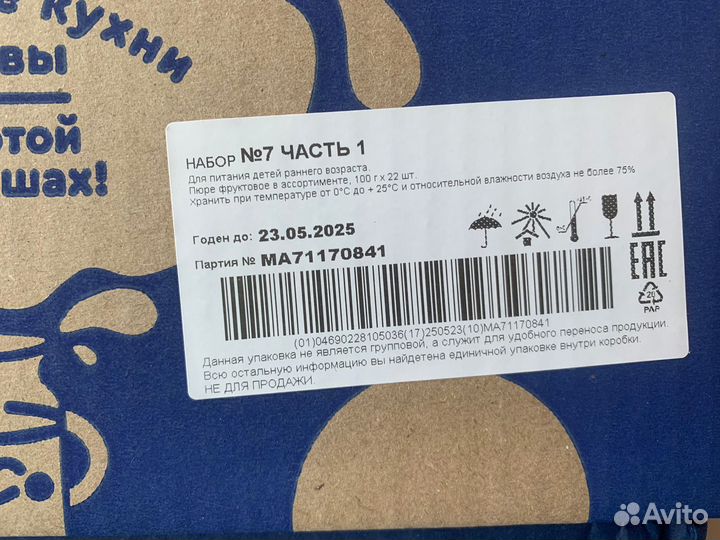 кухни
вы
той
шах!
НАБОР №7 ЧАСТЬ 1
Для питания детей раннего возраста.
Пюре фруктовое в ассортименте, 100 г х 22 шт.
Хранить при температуре от 0°С до + 25°С и относительной влажности воздуха не более 75%
Годен до: 23.05.2025
Партия № МА71170841
EAC
20
PAP
(01)04690228105036(17)250523(10)MA71170841
Данная упаковка не является групповой, а служит для удобного переноса продукции.
Всю остальную информацию вы найдетена единичной упаковке внутри коробки.
НЕ ДЛЯ ПРОДАЖИ.
Avito